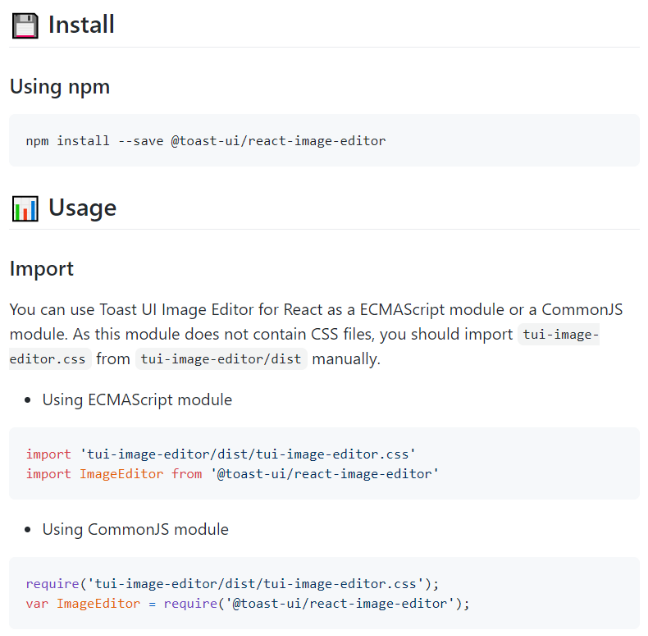 Install
Using npm
npm install --save @toast-ui/react-image-editor
Usage
Import
You can use Toast UI Image Editor for React as a ECMAScript module or a CommonJS
module. As this module does not contain CSS files, you should import tui-image-
editor.css from tui-image-editor/dist manually.
• Using ECMAScript module
import 'tui-image-editor/dist/tui-image-editor.css'
import ImageEditor from '@toast-ui/react-image-editor'
• Using CommonJS module
require('tui-image-editor/dist/tui-image-editor.css');
var ImageEditor = require('@toast-ui/react-image-editor');